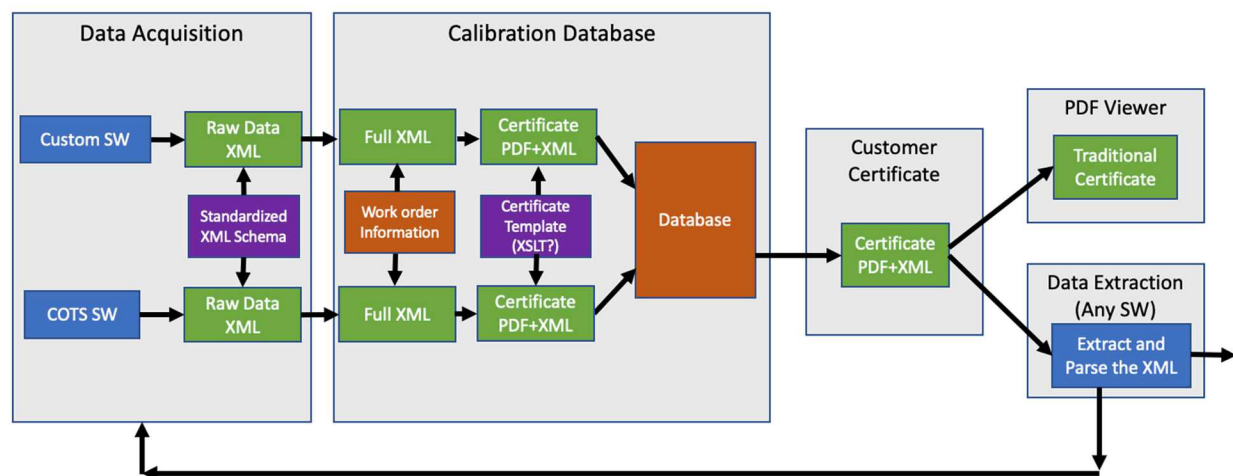 Data Acquisition
Custom SW
Raw Data
XML
Standardized
XML Schema
COTS SW
Raw Data
XML
Calibration Database
Full XML
Certificate
PDF+XML
Work order
Information
Certificate
Template
(XSLT?)
Full XML
Certificate
PDF+XML
Database
Customer
Certificate
Certificate
PDF+XML
PDF Viewer
Traditional
Certificate
Data Extraction
(Any SW)
Extract and
Parse the XML